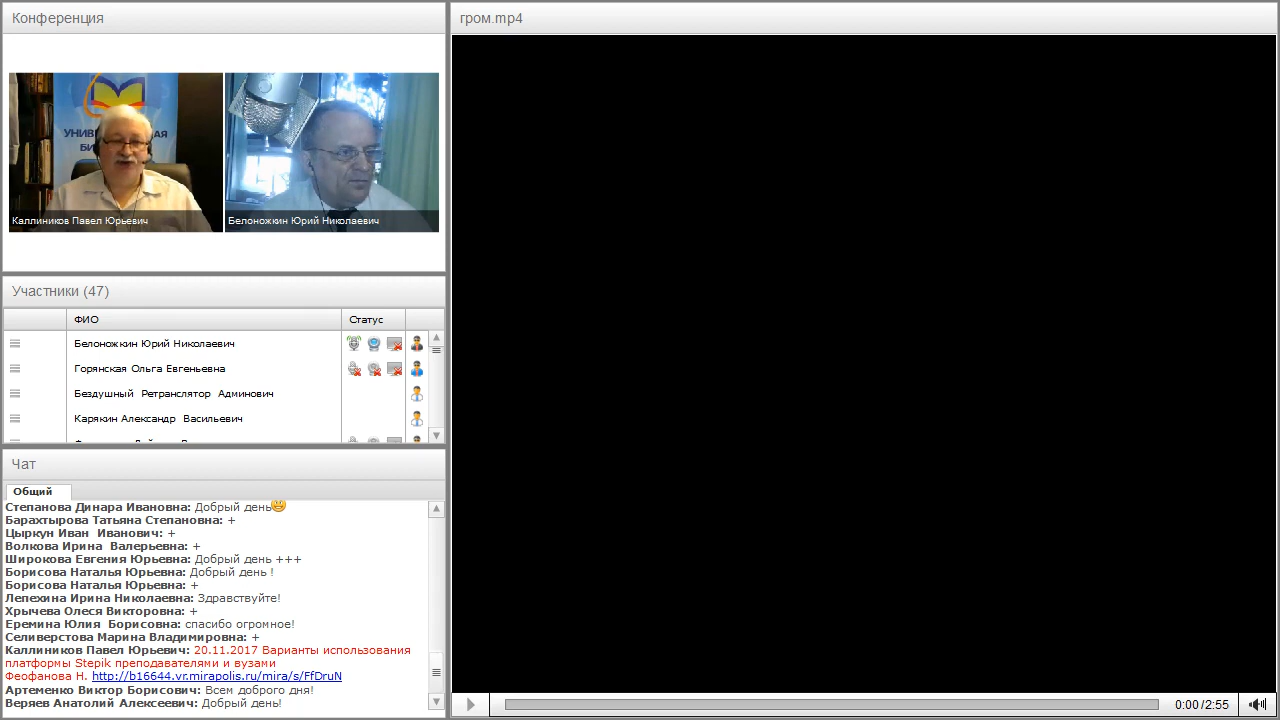 Конференция
УНИВ АЯ
БИ
Каллиников Павел Юрьевич
Белоножкин Юрий Николаевич
Участники (47)
ФИО Статус
Белоножкин Юрий Николаевич
Горянская Ольга Евгеньевна
Бездушный Ретранслятор Админович
Карякин Александр Васильевич
Чат
Общий
Степанова Динара Ивановна: Добрый день
Барахтырова Татьяна Степановна: +
Цыркун Иван Иванович: +
Волкова Ирина Валерьевна: +
Широкова Евгения Юрьевна: Добрый день +++
Борисова Наталья Юрьевна: Добрый день !
Борисова Наталья Юрьевна: +
Лепехина Ирина Николаевна: Здравствуйте!
Хрычева Олеся Викторовна: +
Еремина Юлия Борисовна: спасибо огромное!
Селиверстова Марина Владимировна: +
Каллиников Павел Юрьевич: 20.11.2017 Варианты использования
платформы Stepik преподавателями и вузами
Феофанова Н. http://b16644.vr.mirapolis.ru/mira/s/FfDruN
Артеменко Виктор Борисович: Всем доброго дня!
Веряев Анатолий Алексеевич: Добрый день!
гром.mp4
0:00/2:55